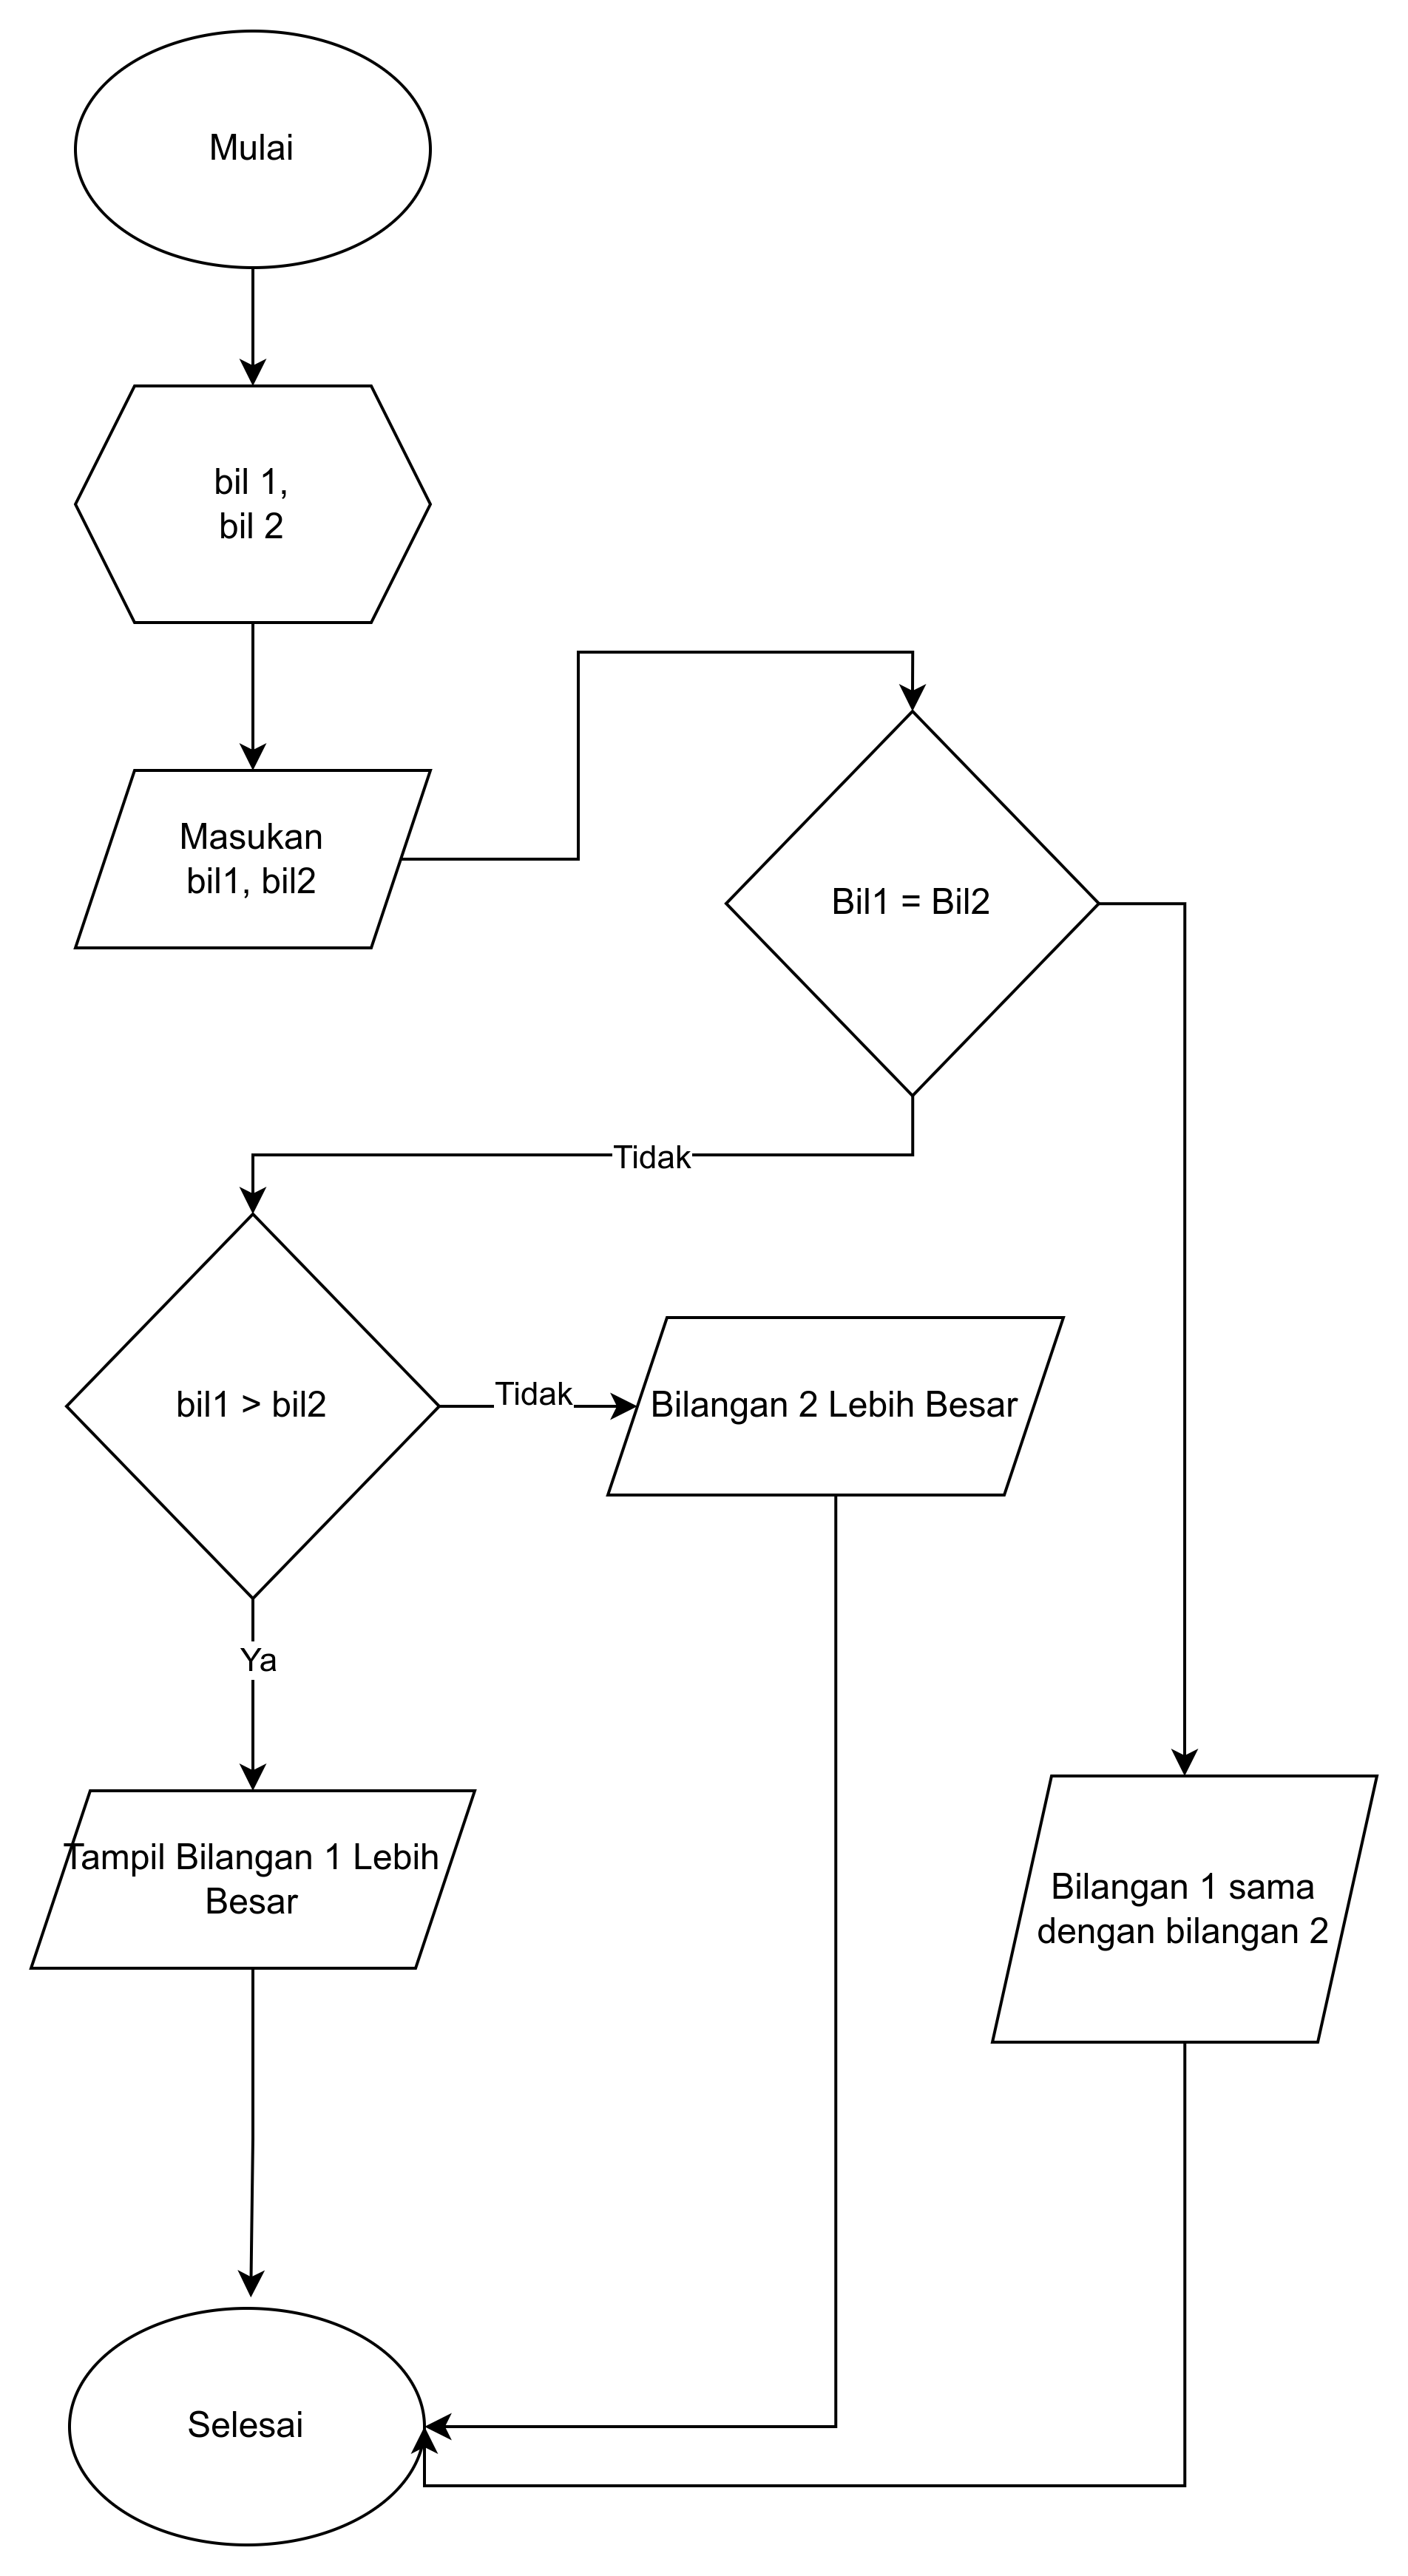 Mulai
bil 1,
bil 2
Masukan
bil1, bil2
Bil1 = Bil2
Tidak
bil1 > bil2
Tidak
Bilangan 2 Lebih Besar
Ya
Tampil Bilangan 1 Lebih
Besar
Bilangan 1 sama
dengan bilangan 2
Selesai